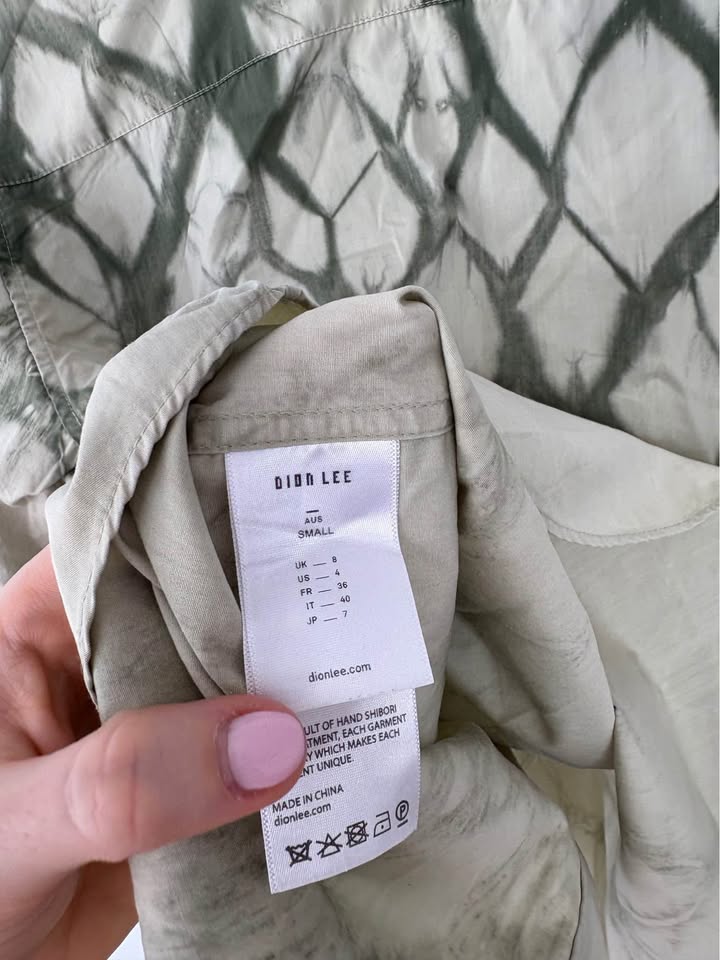 DION LEE
AUS
SMALL
UK — 8
US — 4
FR — 36
IT — 40
JP — 7
dionlee.com
OF HAND SHIBORI
EACH GARMENT
WHICH MAKES EACH
UNIQUE.
MADE IN CHINA
dionlee.com
P